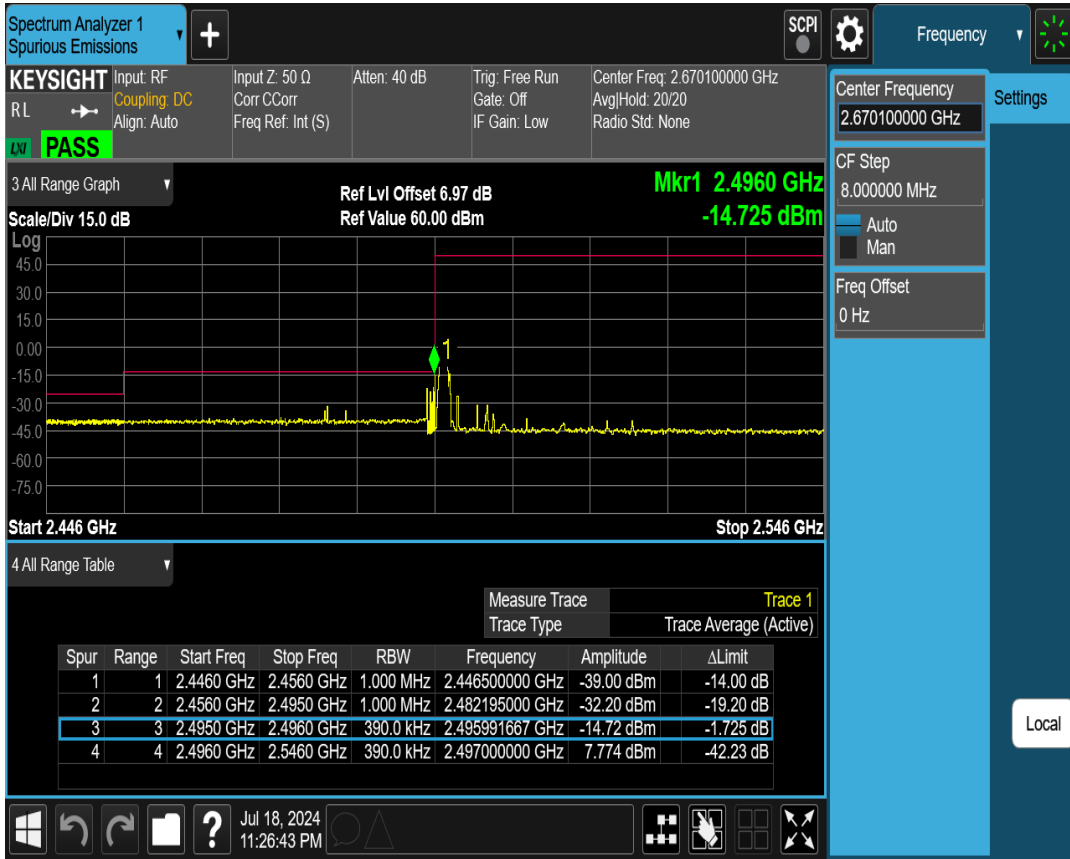 Spectrum Analyzer 1
Spurious Emissions
+
SCPI
Frequency
KEYSIGHT
RL
LXI
PASS
Input: RF
Coupling: DC
Align: Auto
Input Z: 50 Ω
Corr CCorr
Freq Ref: Int (S)
Atten: 40 dB
Trig: Free Run
Gate: Off
IF Gain: Low
Center Freq: 2.670100000 GHz
Avg|Hold: 20/20
Radio Std: None
Center Frequency
2.670100000 GHz
Settings
CF Step
8.000000 MHz
Auto
Man
Freq Offset
0 Hz
3 All Range Graph
Ref Lvl Offset 6.97 dB
Mkr1 2.4960 GHz
Scale/Div 15.0 dB
Ref Value 60.00 dBm
-14.725 dBm
Log
45.0
30.0
15.0
0.00
-15.0
-30.0
-45.0
-60.0
-75.0
1
Start 2.446 GHz
Stop 2.546 GHz
4 All Range Table
Measure Trace Trace 1
Trace Type Trace Average (Active)
Spur Range Start Freq Stop Freq RBW Frequency Amplitude ΔLimit
1 1 2.4460 GHz 2.4560 GHz 1.000 MHz 2.446500000 GHz -39.00 dBm -14.00 dB
2 2 2.4560 GHz 2.4950 GHz 1.000 MHz 2.482195000 GHz -32.20 dBm -19.20 dB
3 3 2.4950 GHz 2.4960 GHz 390.0 kHz 2.495991667 GHz -14.72 dBm -1.725 dB
4 4 2.4960 GHz 2.5460 GHz 390.0 kHz 2.497000000 GHz 7.774 dBm -42.23 dB
Local
?
Jul 18, 2024
11:26:43 PM